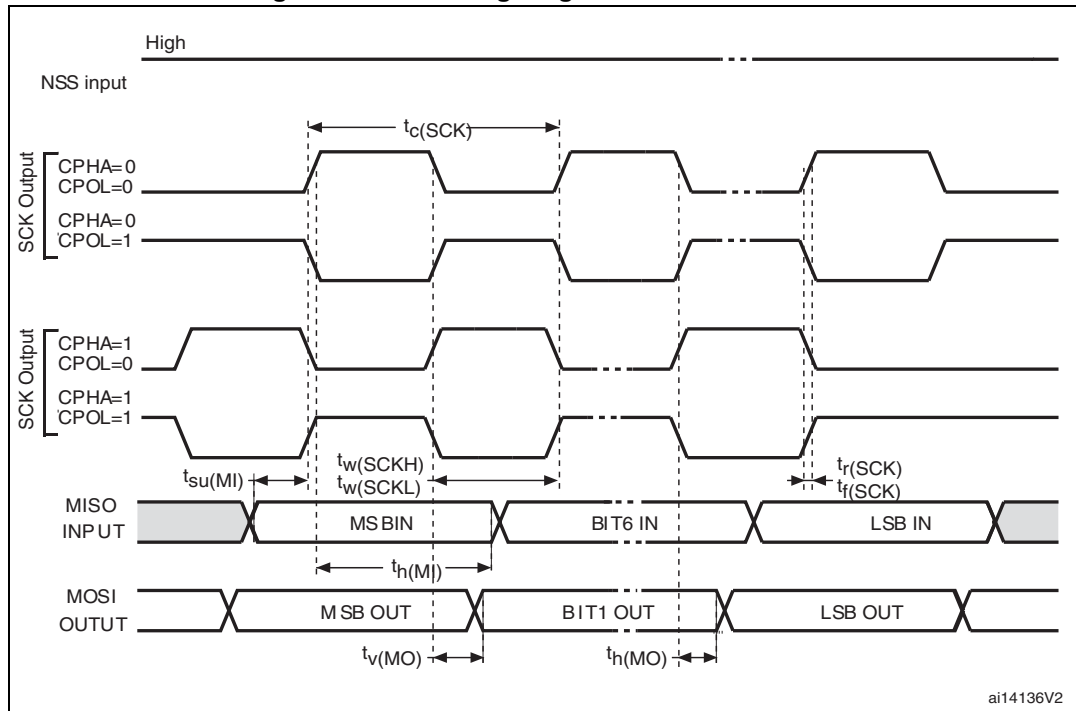 High
NSS input
tc(SCK)
SCK Output
CPHA=0
CPOL=0
CPHA=0
CPOL=1
SCK Output
CPHA=1
CPOL=0
CPHA=1
CPOL=1
tsu(MI)
tw(SCKH)
tw(SCKL)
tr(SCK)
tf(SCK)
MISO
INPUT
MSBIN
BIT6 IN
LSB IN
th(MI)
MOSI
OUTUT
MSB OUT
BIT1 OUT
LSB OUT
tv(MO)
th(MO)
ai14136V2